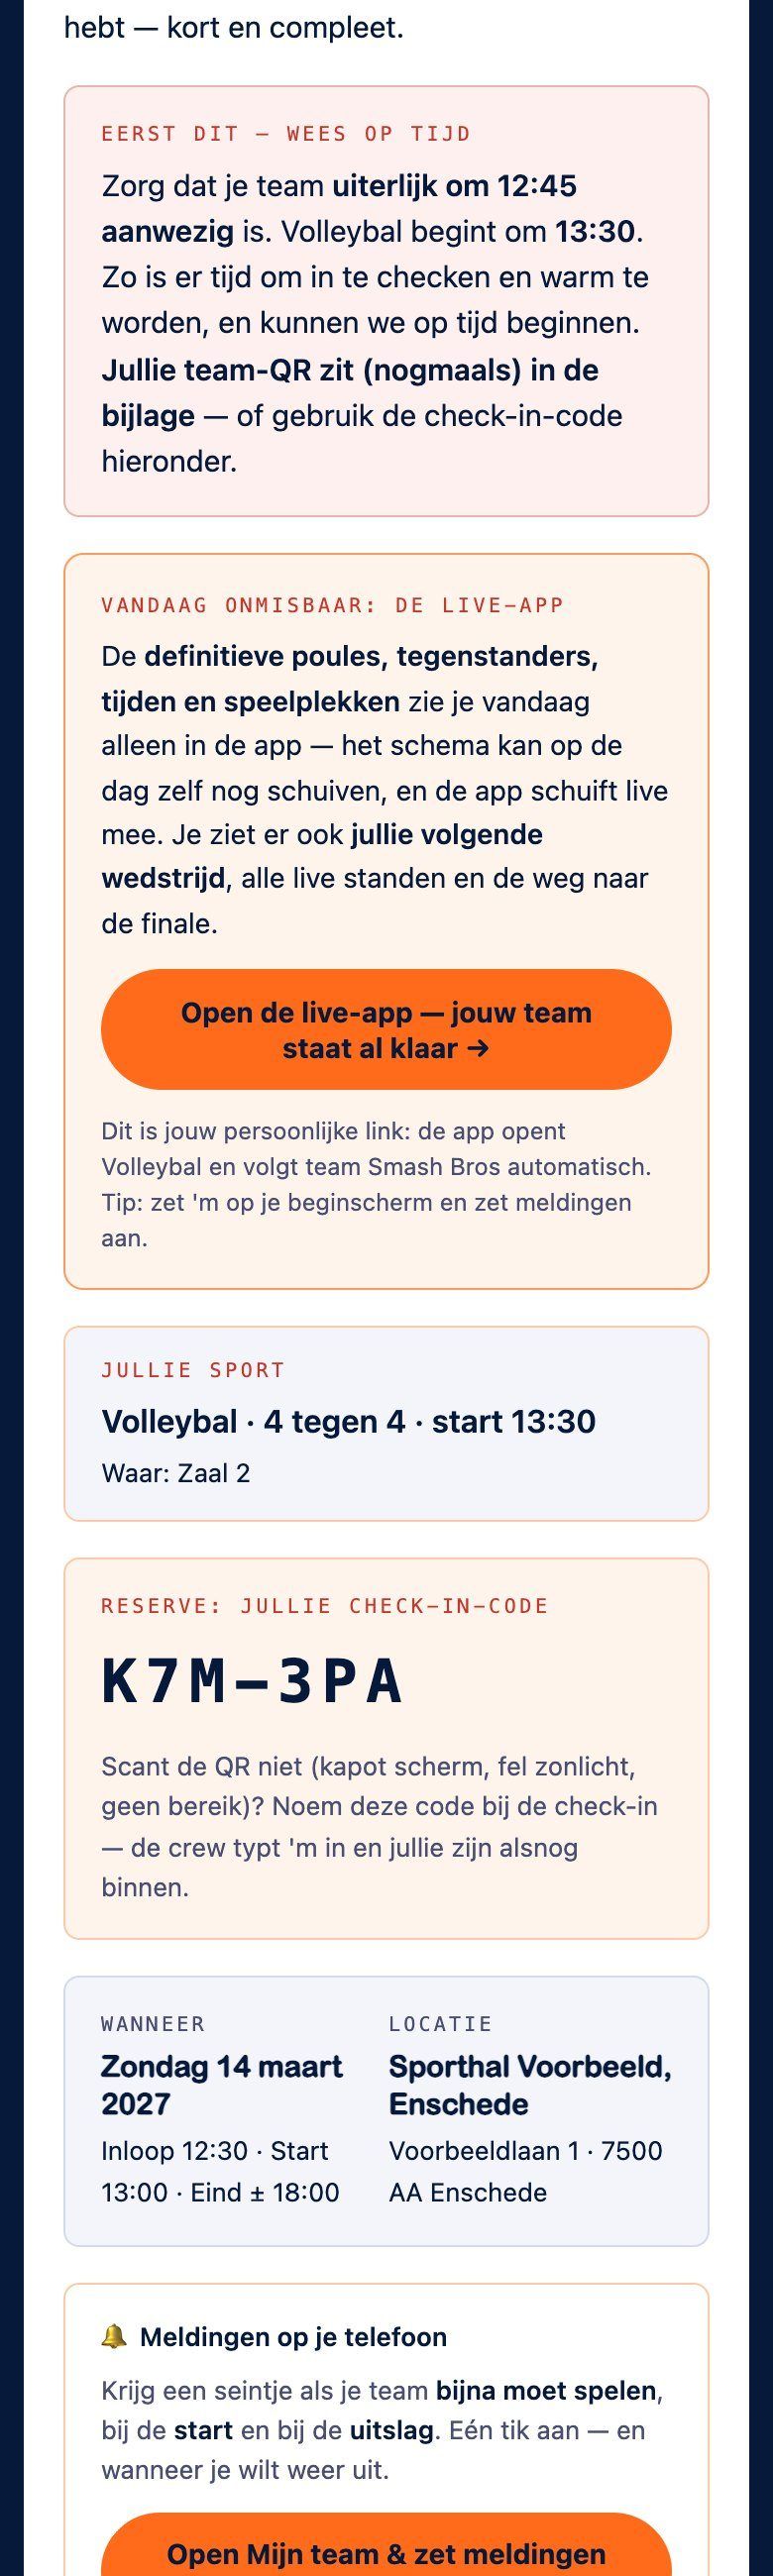 hebt — kort en compleet.
EERST DIT — WEES OP TIJD
Zorg dat je team uiterlijk om 12:45
aanwezig is. Volleybal begint om 13:30.
Zo is er tijd om in te checken en warm te
worden, en kunnen we op tijd beginnen.
Jullie team-QR zit (nogmaals) in de
bijlage — of gebruik de check-in-code
hieronder.
VANDAAG ONMISBAAR: DE LIVE-APP
De definitieve poules, tegenstanders,
tijden en speelplekken zie je vandaag
alleen in de app — het schema kan op de
dag zelf nog schuiven, en de app schuift live
mee. Je ziet er ook jullie volgende
wedstrijd, alle live standen en de weg naar
de finale.
Open de live-app — jouw team
staat al klaar →
Dit is jouw persoonlijke link: de app opent
Volleybal en volgt team Smash Bros automatisch.
Tip: zet 'm op je beginscherm en zet meldingen
aan.
JULLIE SPORT
Volleybal · 4 tegen 4 · start 13:30
Waar: Zaal 2
RESERVE: JULLIE CHECK-IN-CODE
K7M-3PA
Scant de QR niet (kapot scherm, fel zonlicht,
geen bereik)? Noem deze code bij de check-in
— de crew typt 'm in en jullie zijn alsnog
binnen.
WANNEER
Zondag 14 maart
2027
Inloop 12:30 · Start
13:00 · Eind ± 18:00
LOCATIE
Sporthal Voorbeeld,
Enschede
Voorbeeldlaan 1 · 7500
AA Enschede
🔔 Meldingen op je telefoon
Krijg een seintje als je team bijna moet spelen,
bij de start en bij de uitslag. Eén tik aan — en
wanneer je wilt weer uit.
Open Mijn team & zet meldingen